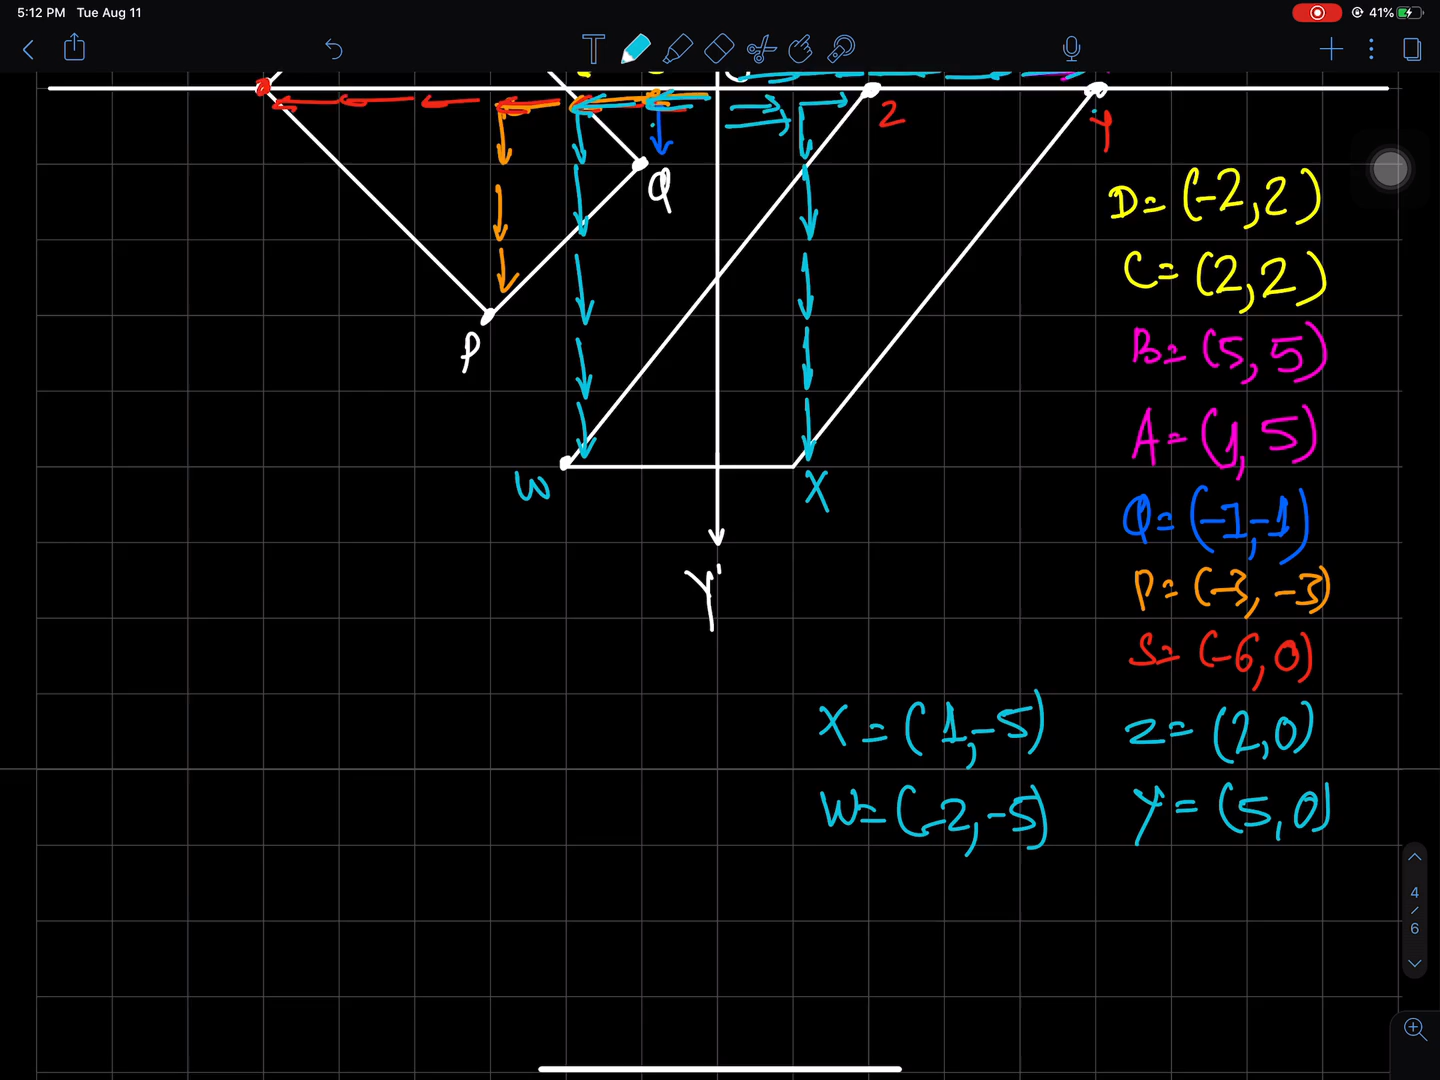 5:12 PM Tue Aug 11
41%
T
Z
Y
Q
P
W
X
Y'
D= (-2,2)
C= (2,2)
B= (5,5)
A= (1,5)
Q= (-1,-1)
P= (-3,-3)
S= (-6,0)
X = (1,-5) Z= (2,0)
W= (-2,-5) Y = (5,0)
4
/
6